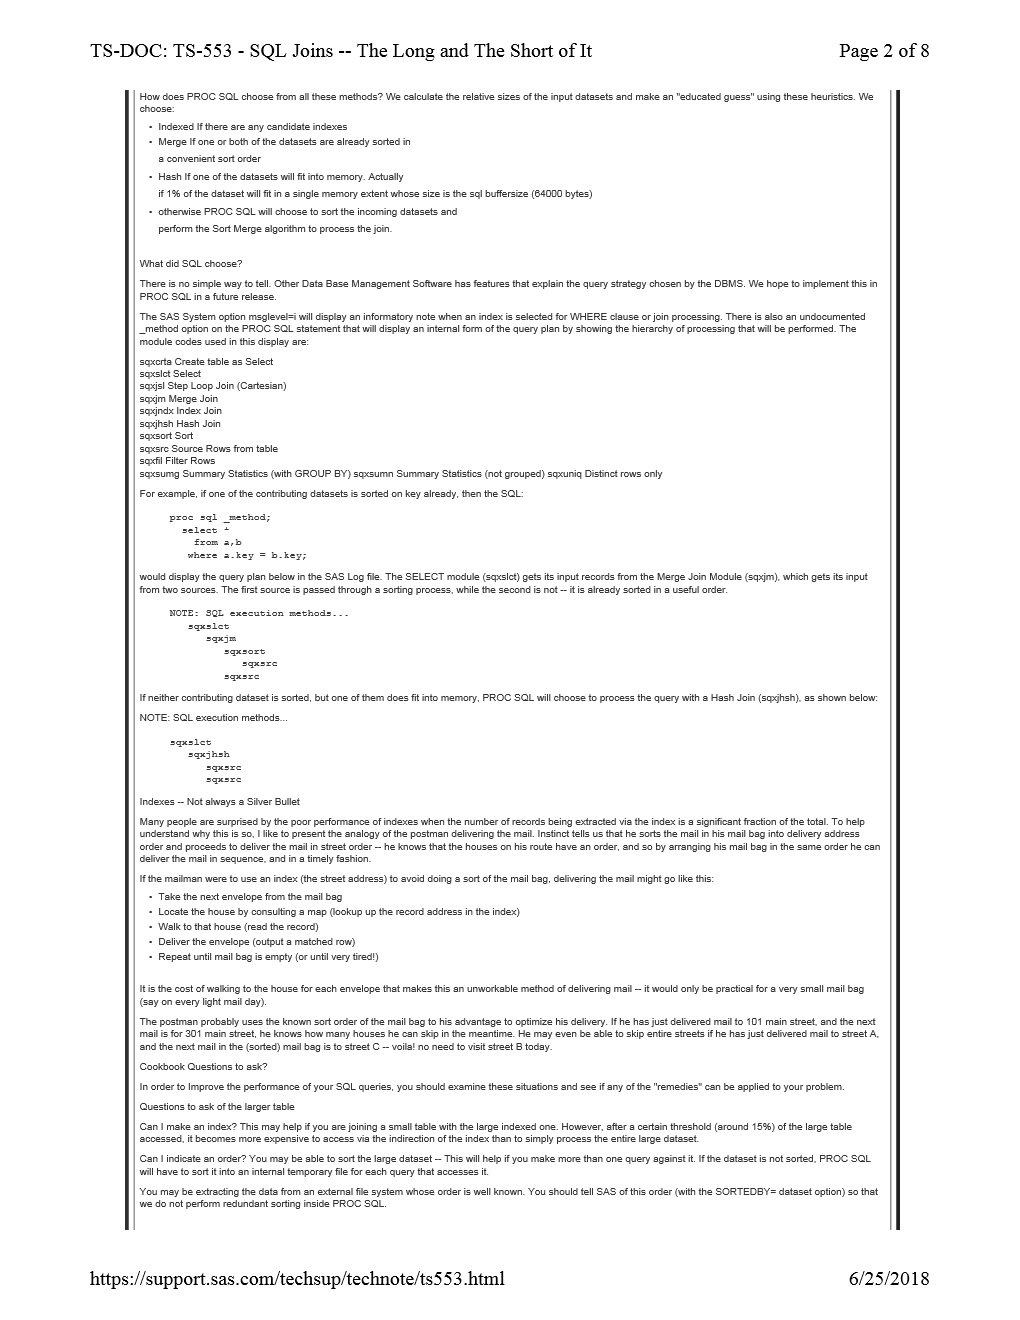 TS-DOC: TS-553 - SQL Joins -- The Long and The Short of It
Page 2 of 8
How does PROC SQL choose from all these methods? We calculate the relative sizes of the input datasets and make an "educated guess" using these heuristics. We
choose:
• Indexed If there are any candidate indexes
• Merge If one or both of the datasets are already sorted in
a convenient sort order
• Hash If one of the datasets will fit into memory. Actually
if 1% of the dataset will fit in a single memory extent whose size is the sql buffersize (64000 bytes)
• otherwise PROC SQL will choose to sort the incoming datasets and
perform the Sort Merge algorithm to process the join.
What did SQL choose?
There is no simple way to tell. Other Data Base Management Software has features that explain the query strategy chosen by the DBMS. We hope to implement this in
PROC SQL in a future release.
The SAS System option msglevel=i will display an informatory note when an index is selected for WHERE clause or join processing. There is also an undocumented
_method option on the PROC SQL statement that will display an internal form of the query plan by showing the hierarchy of processing that will be performed. The
module codes used in this display are:
sqxcrta Create table as Select
sqxslct Select
sqxjsl Step Loop Join (Cartesian)
sqxjm Merge Join
sqxjndx Index Join
sqxjhsh Hash Join
sqxsort Sort
sqxsrc Source Rows from table
sqxfil Filter Rows
sqxsumg Summary Statistics (with GROUP BY) sqxsumn Summary Statistics (not grouped) sqxuniq Distinct rows only
For example, if one of the contributing datasets is sorted on key already, then the SQL:
proc sql _method;
select *
from a,b
where a.key = b.key;
would display the query plan below in the SAS Log file. The SELECT module (sqxslct) gets its input records from the Merge Join Module (sqxjm), which gets its input
from two sources. The first source is passed through a sorting process, while the second is not -- it is already sorted in a useful order.
NOTE: SQL execution methods...
sqxslct
sqxjm
sqxsort
sqxsrc
sqxsrc
If neither contributing dataset is sorted, but one of them does fit into memory, PROC SQL will choose to process the query with a Hash Join (sqxjhsh), as shown below:
NOTE: SQL execution methods...
sqxslct
sqxjhsh
sqxsrc
sqxsrc
Indexes -- Not always a Silver Bullet
Many people are surprised by the poor performance of indexes when the number of records being extracted via the index is a significant fraction of the total. To help
understand why this is so, I like to present the analogy of the postman delivering the mail. Instinct tells us that he sorts the mail in his mail bag into delivery address
order and proceeds to deliver the mail in street order -- he knows that the houses on his route have an order, and so by arranging his mail bag in the same order he can
deliver the mail in sequence, and in a timely fashion.
If the mailman were to use an index (the street address) to avoid doing a sort of the mail bag, delivering the mail might go like this:
• Take the next envelope from the mail bag
• Locate the house by consulting a map (lookup up the record address in the index)
• Walk to that house (read the record)
• Deliver the envelope (output a matched row)
• Repeat until mail bag is empty (or until very tired!)
It is the cost of walking to the house for each envelope that makes this an unworkable method of delivering mail -- it would only be practical for a very small mail bag
(say on every light mail day).
The postman probably uses the known sort order of the mail bag to his advantage to optimize his delivery. If he has just delivered mail to 101 main street, and the next
mail is for 301 main street, he knows how many houses he can skip in the meantime. He may even be able to skip entire streets if he has just delivered mail to street A,
and the next mail in the (sorted) mail bag is to street C -- voila! no need to visit street B today.
Cookbook Questions to ask?
In order to Improve the performance of your SQL queries, you should examine these situations and see if any of the "remedies" can be applied to your problem.
Questions to ask of the larger table
Can I make an index? This may help if you are joining a small table with the large indexed one. However, after a certain threshold (around 15%) of the large table
accessed, it becomes more expensive to access via the indirection of the index than to simply process the entire large dataset.
Can I indicate an order? You may be able to sort the large dataset -- This will help if you make more than one query against it. If the dataset is not sorted, PROC SQL
will have to sort it into an internal temporary file for each query that accesses it.
You may be extracting the data from an external file system whose order is well known. You should tell SAS of this order (with the SORTEDBY= dataset option) so that
we do not perform redundant sorting inside PROC SQL.
https://support.sas.com/techsup/technote/ts553.html
6/25/2018